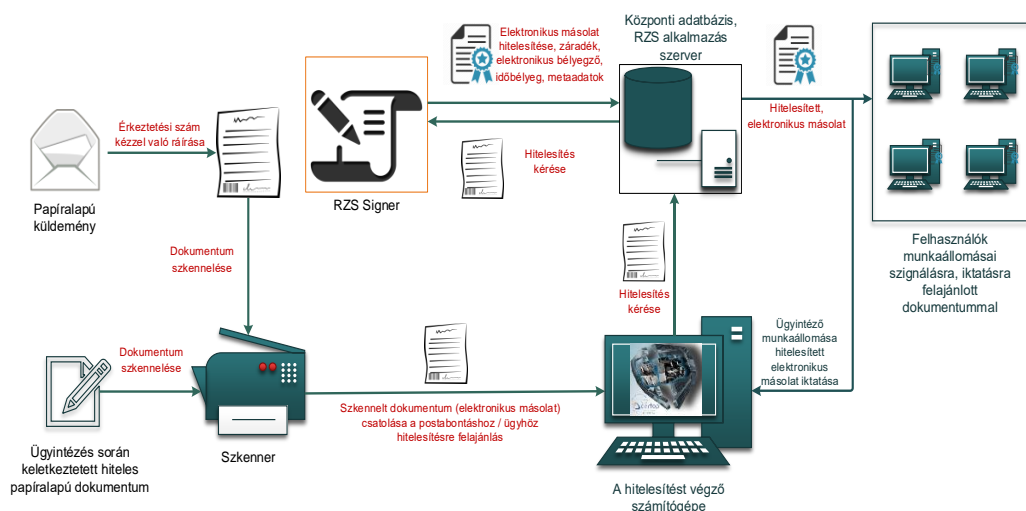 Elektronikus másolat
hitelesítése, záradék,
elektronikus bélyegző,
időbélyeg, metaadatok
Központi adatbázis,
RZS alkalmazás
szerver
Hitelesített,
elektronikus másolat
Érkeztetési szám
kézzel való ráírása
Hitelesítés
kérése
Papíralapú
küldemény
RZS Signer
Felhasználók
munkaállomásai
szignálásra, iktatásra
felajánlott
dokumentummal
Dokumentum
szkennelése
Hitelesítés
kérése
Dokumentum
szkennelése
Ügyintéző
munkaállomása
hitelesített
elektronikus
másolat iktatása
Szkennelt dokumentum (elektronikus másolat)
csatolása a postabontáshoz / ügyhöz
hitelesítésre felajánlás
Ügyintézés során
keletkeztetett hiteles
papíralapú dokumentum
Szkenner
A hitelesítést végző
számítógépe